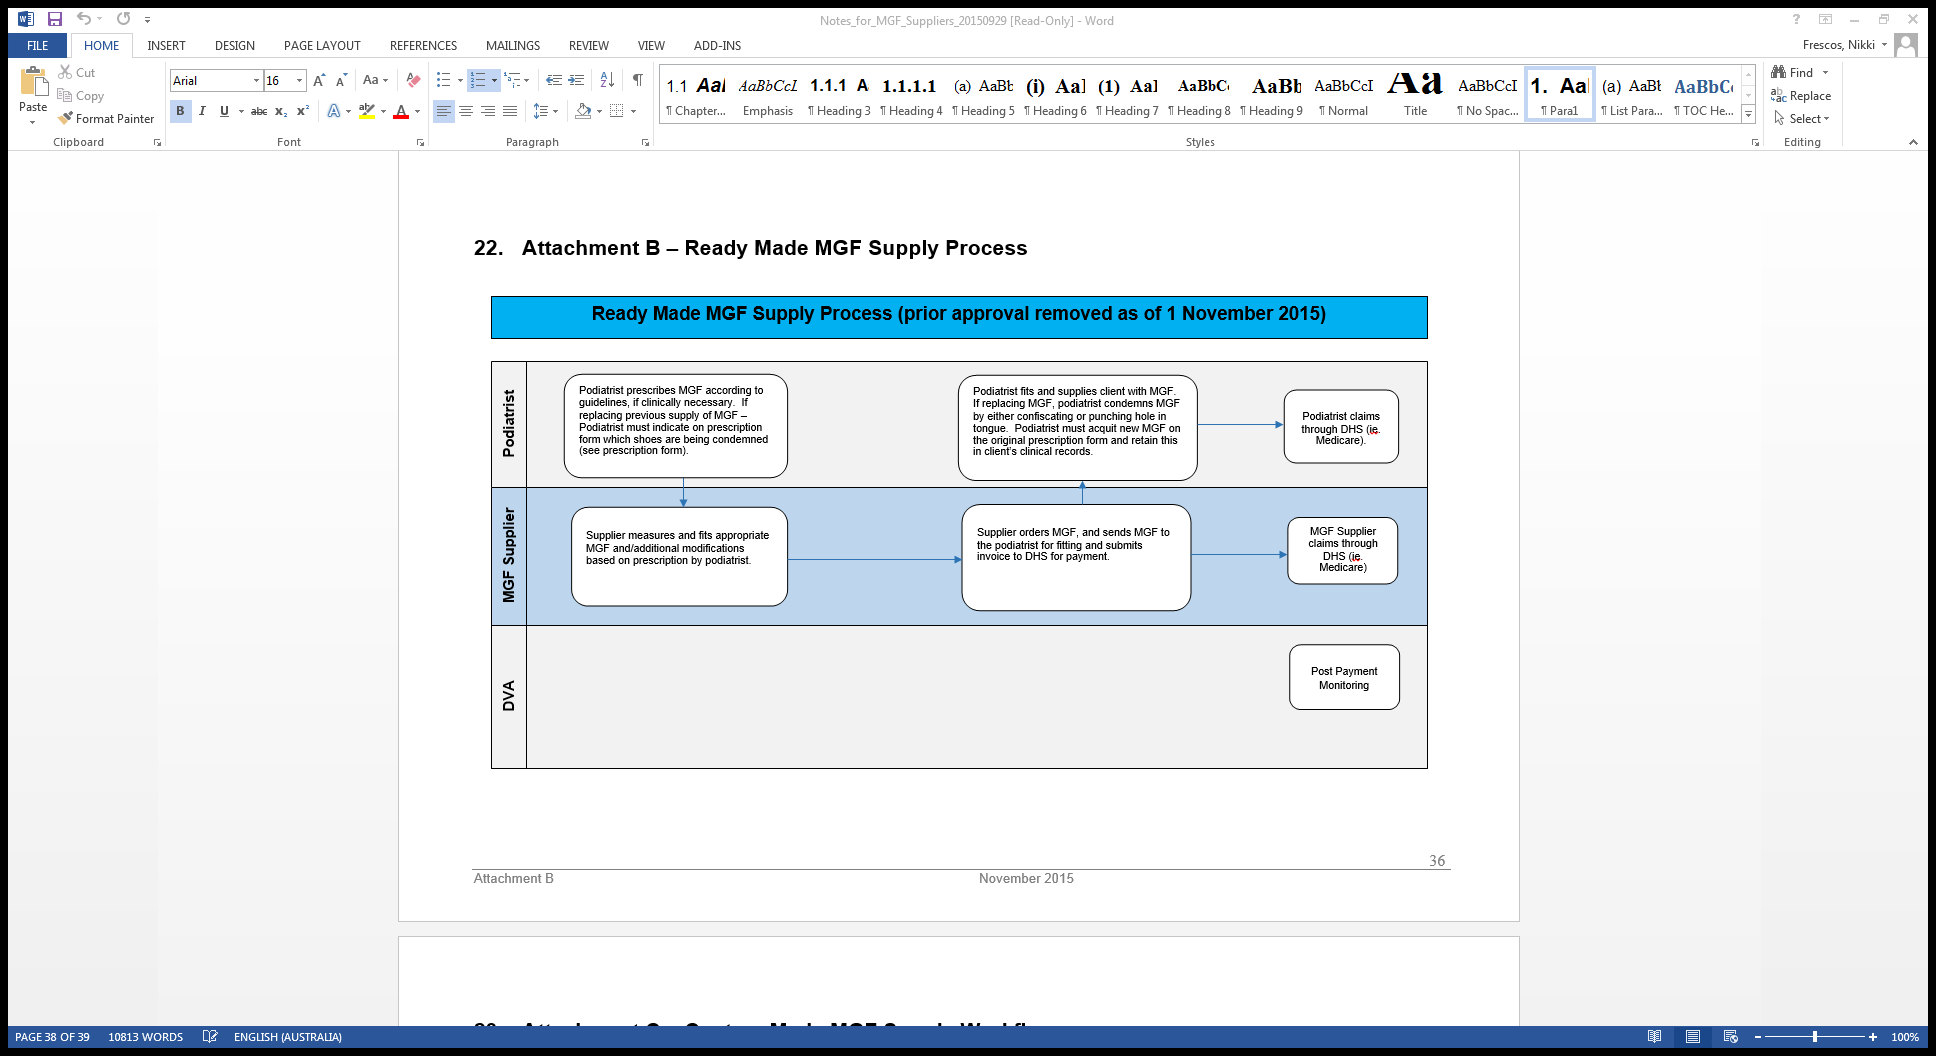 Notes_for_MGF_Suppliers_20150929 [Read-Only] - Word
FILE HOME INSERT DESIGN PAGE LAYOUT REFERENCES MAILINGS REVIEW VIEW ADD-INS Frescos, Nikki
Paste
Cut
Copy
Format Painter
Clipboard
Arial 16
Aa
B I U abc x₂ x² A A
Font
Paragraph
1.1 Aal AaBbCcI 1.1.1 A 1.1.1.1 (a) AaBb (i) Aal (1) Aal AaBbC AaBb AaBbCcI Aa AaBbCcI 1. Aa (a) AaBb AaBbC
¶ Chapter... Emphasis ¶ Heading 3 ¶ Heading 4 ¶ Heading 5 ¶ Heading 6 ¶ Heading 7 ¶ Heading 8 ¶ Heading 9 ¶ Normal Title ¶ No Spac... ¶ Para1 ¶ List Para... ¶ TOC He...
Styles
Find
Replace
Select
Editing
22. Attachment B – Ready Made MGF Supply Process
Ready Made MGF Supply Process (prior approval removed as of 1 November 2015)
Podiatrist
Podiatrist prescribes MGF according to
guidelines, if clinically necessary. If
replacing previous supply of MGF –
Podiatrist must indicate on prescription
form which shoes are being condemned
(see prescription form).
Podiatrist fits and supplies client with MGF.
If replacing MGF, podiatrist condemns MGF
by either confiscating or punching hole in
tongue. Podiatrist must acquit new MGF on
the original prescription form and retain this
in client's clinical records.
Podiatrist claims
through DHS (ie.
Medicare).
MGF Supplier
Supplier measures and fits appropriate
MGF and/additional modifications
based on prescription by podiatrist.
Supplier orders MGF, and sends MGF to
the podiatrist for fitting and submits
invoice to DHS for payment.
MGF Supplier
claims through
DHS (ie.
Medicare)
DVA
Post Payment
Monitoring
36
Attachment B November 2015
PAGE 38 OF 39 10813 WORDS ENGLISH (AUSTRALIA) 100%